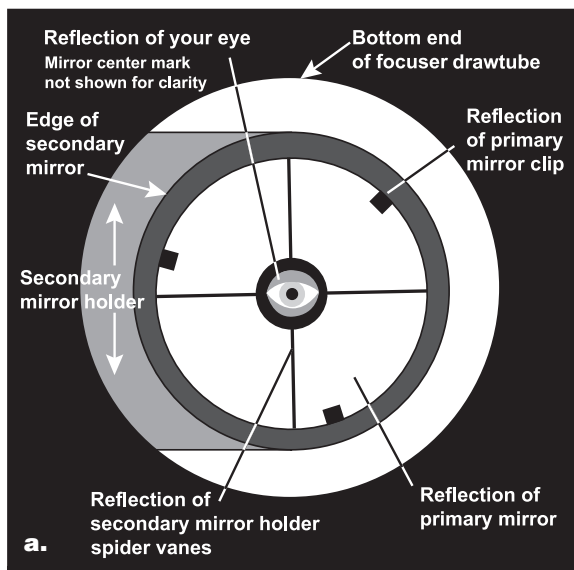 Reflection of your eye
Mirror center mark
not shown for clarity
Bottom end
of focuser drawtube
Edge of
secondary
mirror
Reflection
of primary
mirror clip
Secondary
mirror holder
Reflection of
secondary mirror holder
spider vanes
Reflection of
primary mirror
a.